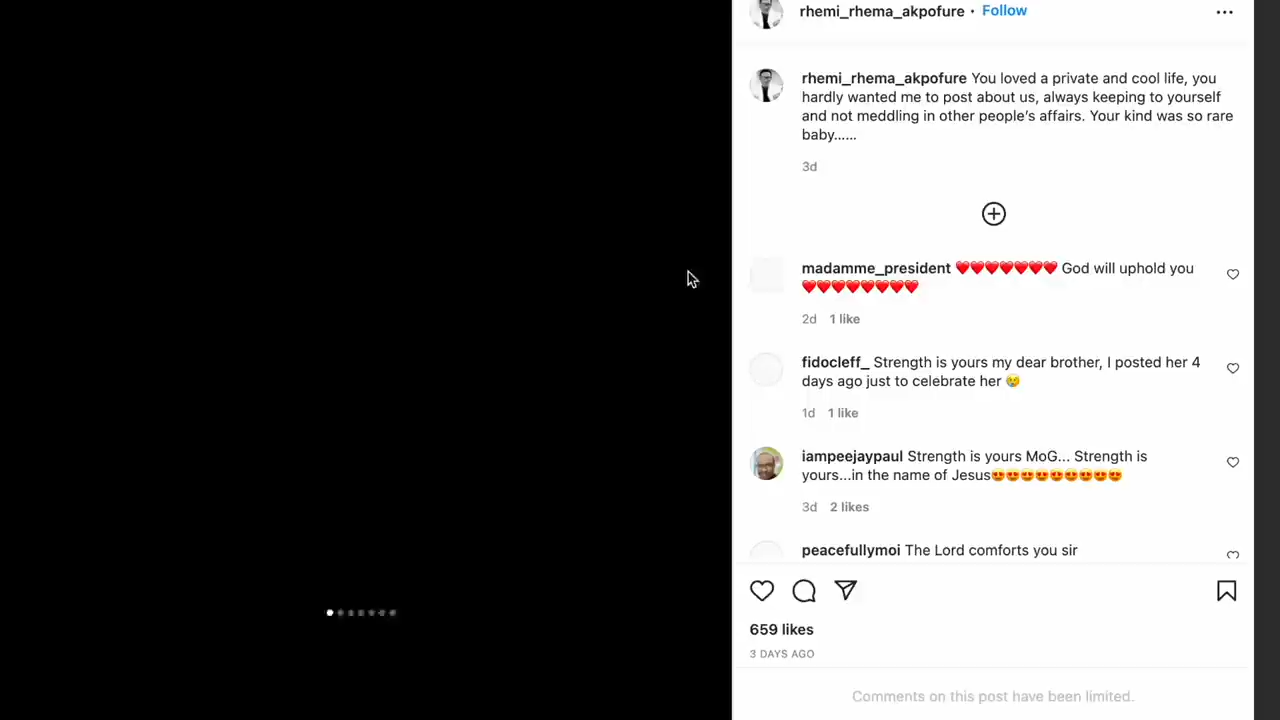 rhemi_rhema_akpofure • Follow
rhemi_rhema_akpofure You loved a private and cool life, you
hardly wanted me to post about us, always keeping to yourself
and not meddling in other people’s affairs. Your kind was so rare
baby......
3d
madamme_president ❤️❤️❤️❤️❤️❤️❤️ God will uphold you
❤️❤️❤️❤️❤️❤️❤️❤️
2d 1 like
fidocleff_ Strength is yours my dear brother, I posted her 4
days ago just to celebrate her 😢
1d 1 like
iampeejaypaul Strength is yours MoG... Strength is
yours...in the name of Jesus😍😍😍😍😍😍😍😍😍
3d 2 likes
peacefullymoi The Lord comforts you sir
659 likes
3 DAYS AGO
Comments on this post have been limited.